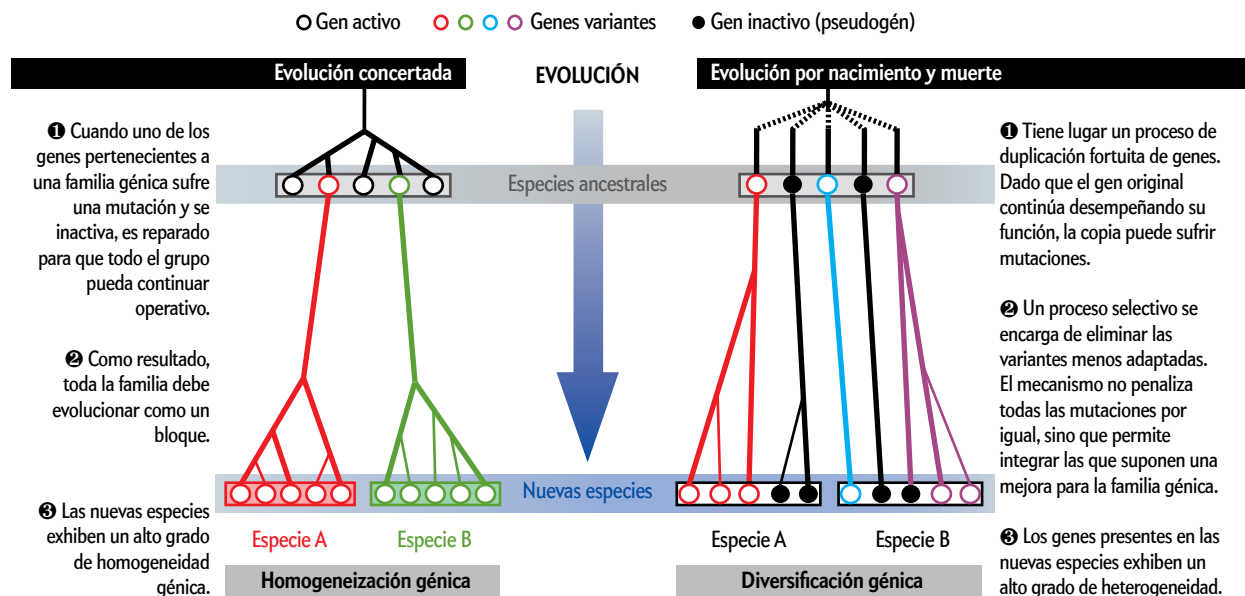 Gen activo
Genes variantes
Gen inactivo (pseudogén)
Evolución concertada
EVOLUCIÓN
Evolución por nacimiento y muerte
❶ Cuando uno de los
genes pertenecientes a
una familia génica sufre
una mutación y se
inactiva, es reparado
para que todo el grupo
pueda continuar
operativo.
❷ Como resultado,
toda la familia debe
evolucionar como un
bloque.
❸ Las nuevas especies
exhiben un alto grado
de homogeneidad
génica.
Especies ancestrales
Nuevas especies
Especie A
Especie B
Homogeneización génica
Especie A
Especie B
Diversificación génica
❶ Tiene lugar un proceso de
duplicación fortuita de genes.
Dado que el gen original
continúa desempeñando su
función, la copia puede sufrir
mutaciones.
❷ Un proceso selectivo se
encarga de eliminar las
variantes menos adaptadas.
El mecanismo no penaliza
todas las mutaciones por
igual, sino que permite
integrar las que suponen una
mejora para la familia génica.
❸ Los genes presentes en las
nuevas especies exhiben un
alto grado de heterogeneidad.